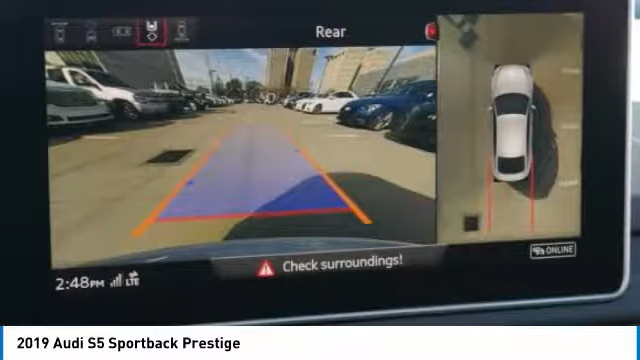 Rear
2:48PM LTE
Check surroundings!
ONLINE
2019 Audi S5 Sportback Prestige